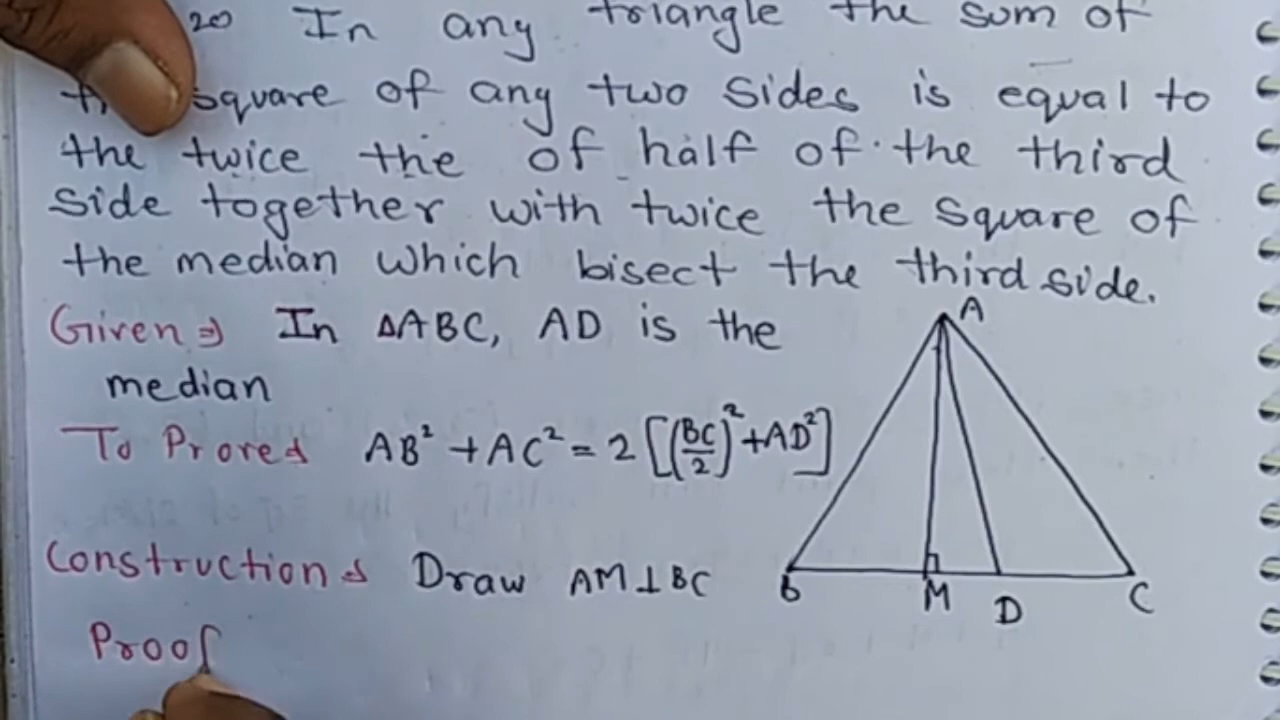 20 In any triangle the sum of
square of any two sides is equal to
the twice the of half of the third
side together with twice the square of
the median which bisect the third side.
Given ⇒ In ΔABC, AD is the
median
To Prove ⇒ AB² + AC² = 2 [(BC/2)² + AD²]
Construction ⇒ Draw AM ⊥ BC
Proof
A
B M D C